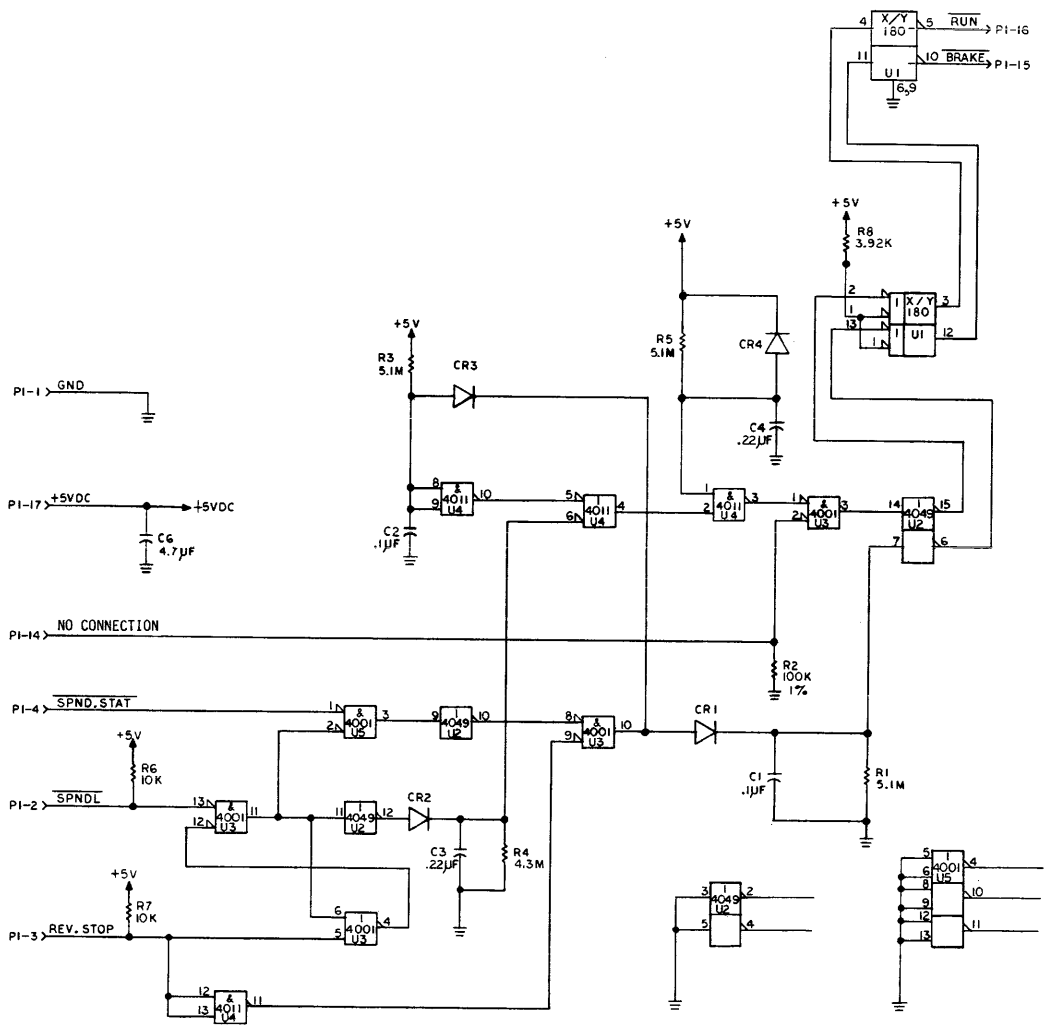 4 X/Y 5 RUN P1-16
180
11 10 BRAKE P1-15
U1
6,9
+5V
R8
3.92K
+5V
2 1 X/Y 3
180
1
13 1 U1 12
1
+5V
R3
5.1M
CR3
R5
5.1M
CR4
C4
.22µF
P1-1 GND
P1-17 +5VDC +5VDC
C6
4.7µF
8 & 10
9 4011
U4
C2
.1µF
5 1 4
6 4011
U4
1 & 3
2 4011
U4
1 & 3
2 4001
U3
14 1 15
4049
U2
7 6
P1-14 NO CONNECTION
R2
100K
1%
P1-4 SPND.STAT
1 & 3
2 4001
U5
9 1 10
4049
U2
8 & 10
9 4001
U3
CR1
C1
.1µF
R1
5.1M
+5V
R6
10K
P1-2 SPNDL
13 & 11
12 4001
U3
11 1 12
4049
U2
CR2
C3
.22µF
R4
4.3M
+5V
R7
10K
P1-3 REV. STOP
6 1 4
5 4001
U3
12 & 11
13 4011
U4
3 1 2
4049
U2
5 4
5 1 4
6 4001
U5
8 10
9
12 11
13